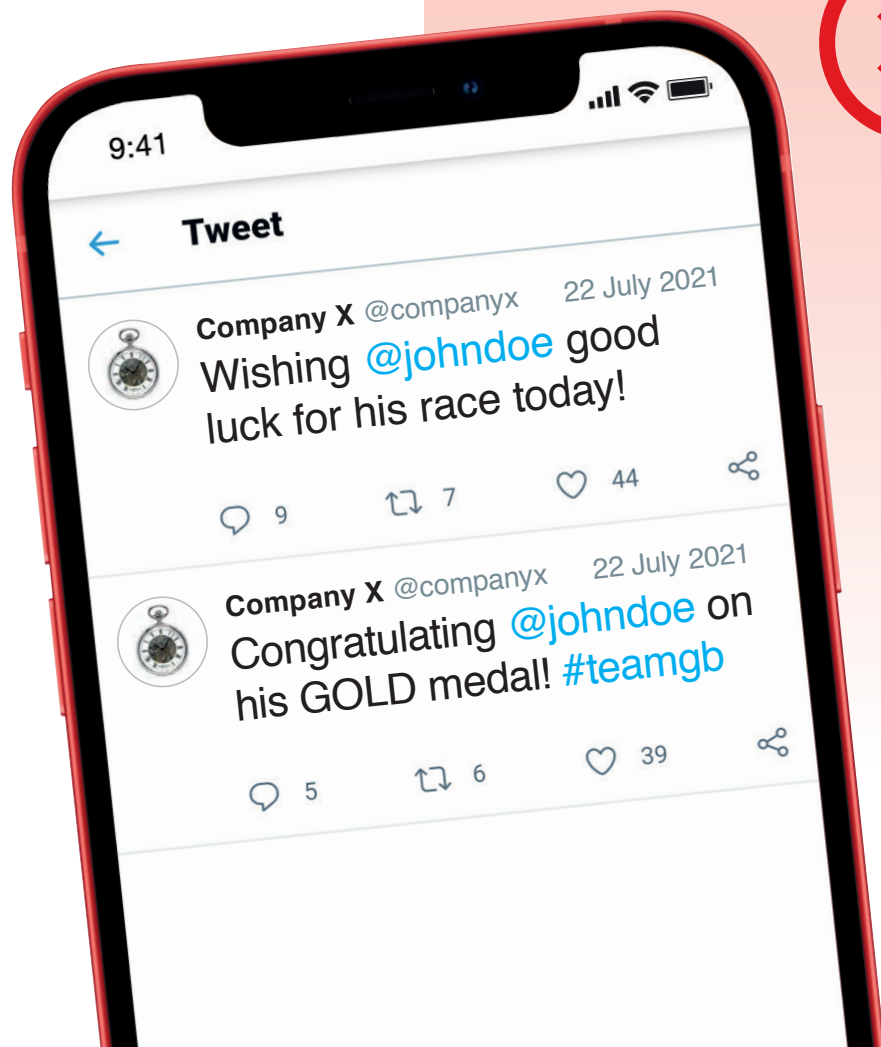 9:41
Tweet
Company X @companyx 22 July 2021
Wishing @johndoe good
luck for his race today!
9 7 44
Company X @companyx 22 July 2021
Congratulating @johndoe on
his GOLD medal! #teamgb
5 6 39